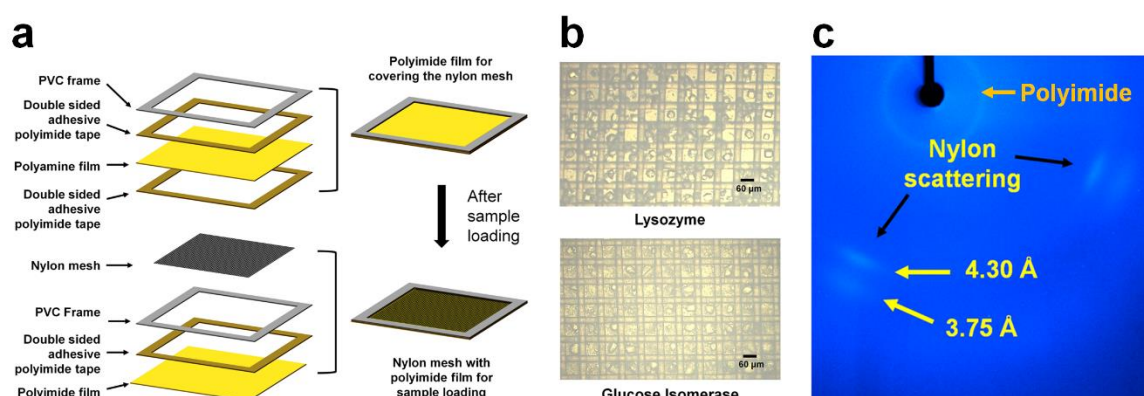 a
PVC frame
Double sided
adhesive
polyimide tape
Polyamine film
Double sided
adhesive
polyimide tape
Nylon mesh
PVC Frame
Double sided
adhesive
polyimide tape
Polyimide film
Polyimide film for
covering the nylon mesh
After
sample
loading
Nylon mesh with
polyimide film for
sample loading
b
60 µm
Lysozyme
60 µm
Glucose Isomerase
c
Polyimide
Nylon
scattering
4.30 Å
3.75 Å